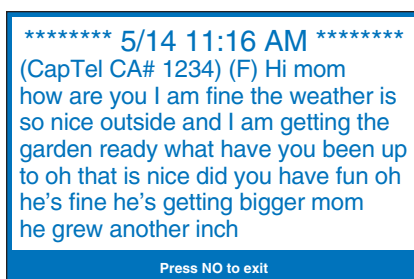 ******** 5/14 11:16 AM ********
(CapTel CA# 1234) (F) Hi mom
how are you I am fine the weather is
so nice outside and I am getting the
garden ready what have you been up
to oh that is nice did you have fun oh
he's fine he's getting bigger mom
he grew another inch
Press NO to exit